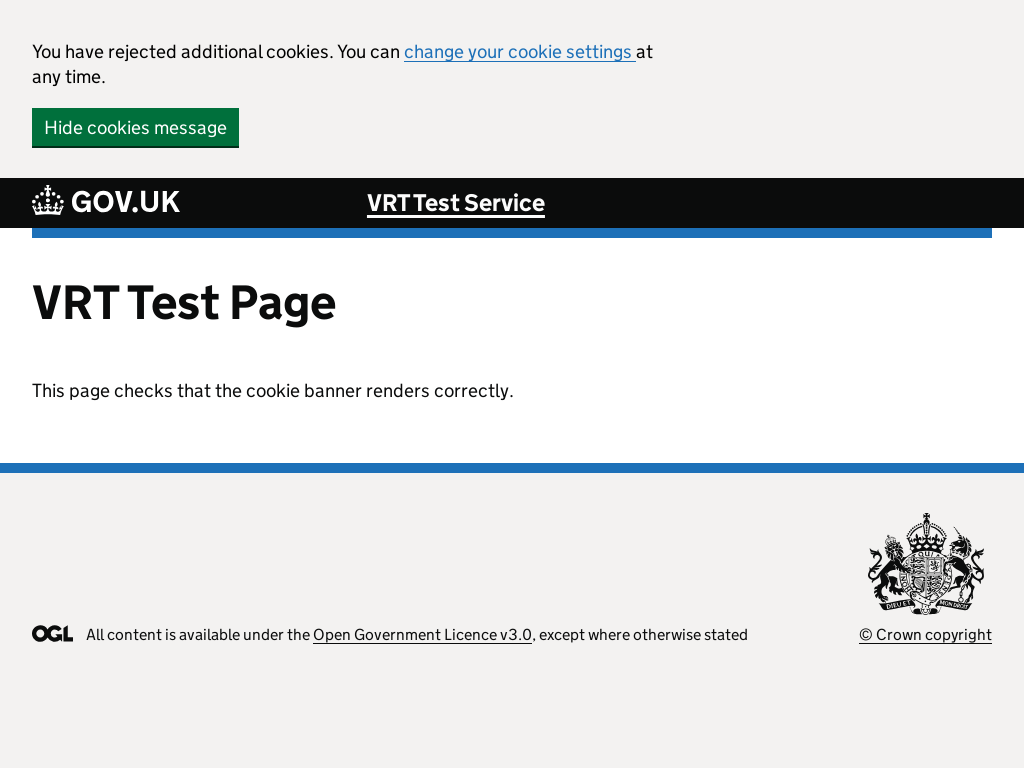 You have rejected additional cookies. You can change your cookie settings at
any time.
Hide cookies message
GOV.UK
VRT Test Service
VRT Test Page
This page checks that the cookie banner renders correctly.
QUI
DIEU ET MON DROIT
OGL All content is available under the Open Government Licence v3.0, except where otherwise stated
© Crown copyright